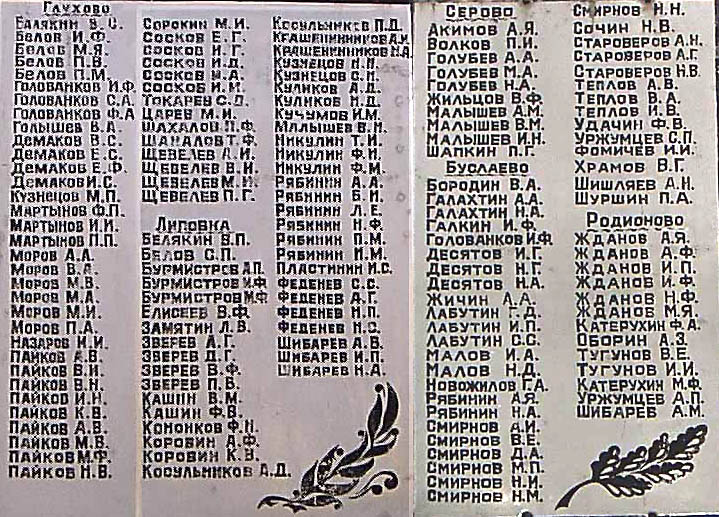 Глухово
Балякин В.С.
Белов И.Ф.
Белов М.Я.
Белов П.В.
Белов П.М.
Голованков И.Ф.
Голованков С.А.
Голованков Ф.А
Голышев В.А.
Демаков В.С.
Демаков Е.С.
Демаков Е.Ф.
Демаков И.С.
Кузнецов М.П.
Мартынов Ф.П.
Мартынов И.И.
Мартынов П.П.
Моров А.А.
Моров В.А.
Моров М.В.
Моров М.А.
Моров М.И.
Моров П.А.
Назаров И.И.
Пайков А.В.
Пайков В.И.
Пайков В.Н.
Пайков И.Н.
Пайков К.В.
Пайков А.В.
Пайков М.В.
Пайков М.Ф.
Пайков Н.В.
Сорокин М.И.
Сосков Е.Г.
Сосков И.Г.
Сосков И.Д.
Сосков И.А.
Сосков И.И.
Токарев С.Д.
Царев М.И.
Шахалов П.Ф.
Шахалов Т.Ф.
Щевелев А.И.
Щевелев В.И.
Щевелев М.И.
Щевелев П.Г.
Липовка
Белякин В.П.
Белов С.П.
Бурмистров А.П.
Бурмистров И.Ф.
Бурмистров М.Ф
Елисеев В.Ф.
Замятин Л.В.
Зверев А.Г.
Зверев Д.Г.
Зверев В.Ф.
Зверев П.В.
Кашин В.М.
Кашин Ф.В.
Кононков Ф.Н.
Коровин А.Ф.
Коровин К.В.
Косульников А.Д.
Косульников П.Д.
Крашенинников А.И.
Крашенинников Н.А.
Кузнецов Н.Н.
Кузнецов С.Н.
Куликов А.Д.
Куликов Н.Д.
Кучумов И.М.
Малышев В.Н.
Никулин Т.И.
Никулин Ф.И.
Никулин Ф.М.
Рябинин А.А.
Рябинин Б.И.
Рябинин Л.Е.
Рябинин Н.Ф.
Рябинин П.М.
Рябинин И.М.
Пластинин И.С.
Феденев С.С.
Феденев А.Г.
Феденев Н.П.
Феденев Н.С.
Шибарев А.В.
Шибарев И.П.
Шибарев Н.А.
Серово
Акимов А.Я.
Волков П.И.
Голубев А.А.
Голубев М.А.
Голубев Н.А.
Жильцов В.Ф.
Малышев А.М.
Малышев В.М.
Малышев И.Н.
Шапкин П.Г.
Буслаево
Бородин В.А.
Галахтин А.А.
Галахтин Н.А.
Галкин И.Ф.
Голованков И.Ф.
Десятов И.Г.
Десятов Н.Г.
Десятов Н.А.
Жичин А.А.
Лабутин Г.Д.
Лабутин И.П.
Лабутин С.С.
Малов И.А.
Малов Н.Д.
Новожилов Г.А.
Рябинин А.Я.
Рябинин Н.А.
Смирнов А.И.
Смирнов В.Е.
Смирнов Д.А.
Смирнов М.П.
Смирнов Н.И.
Смирнов Н.М.
Смирнов Н.Н.
Сочин Н.В.
Староверов А.Н.
Староверов А.Г.
Староверов Н.В.
Теплов А.В.
Теплов В.А.
Теплов И.В.
Удачин Ф.В.
Уржумцев С.П.
Фомичев И.И.
Храмов В.Г.
Шишляев А.Н.
Шуршин П.А.
Родионово
Жданов А.Я.
Жданов А.Ф.
Жданов И.П.
Жданов И.Ф.
Жданов Н.Ф.
Жданов М.Я.
Катерухин Ф.А.
Оборин А.З.
Тугунов В.Е.
Тугунов И.И.
Катерухин М.Ф.
Уржумцев А.П.
Шибарев А.М.